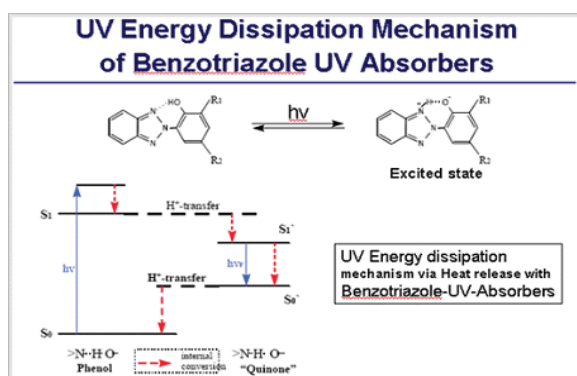 UV Energy Dissipation Mechanism
of Benzotriazole UV Absorbers
HO
R1
N
N
N
R2
hν
N
H
O⁻
R1
N
N
R2
Excited state
S₁
H⁺-transfer
S₁`
hν
hνF
UV Energy dissipation
mechanism via Heat release with
Benzotriazole-UV-Absorbers
H⁺-transfer
S₀`
S₀
>N··H O–
Phenol
internal
conversion
>N·H· O–
"Quinone"